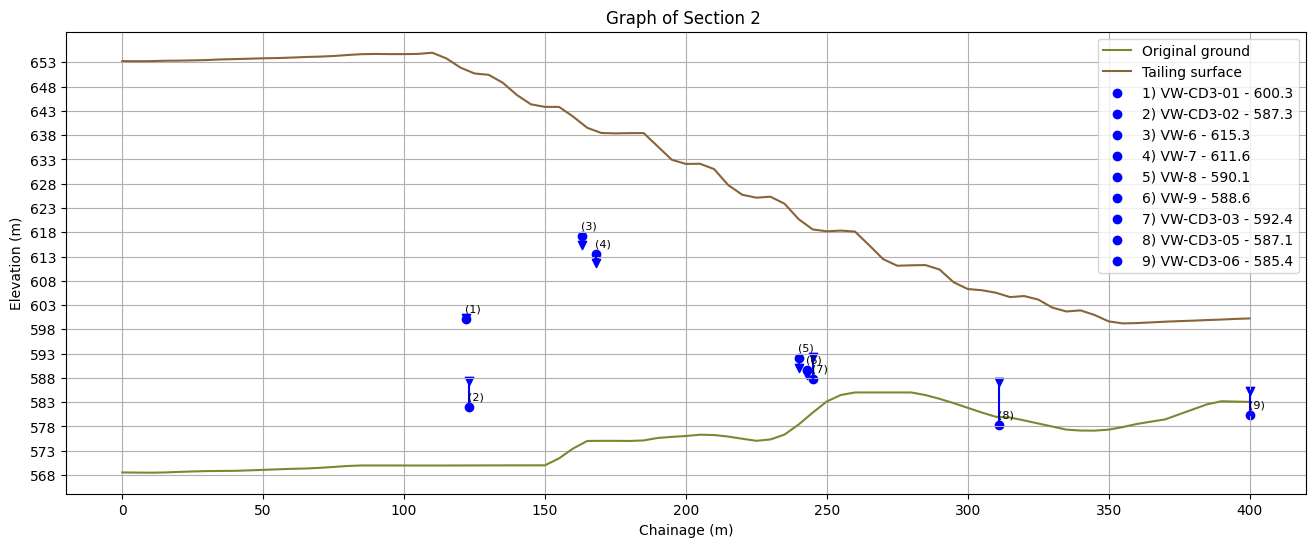 Graph of Section 2
Elevation (m)
653
648
643
638
633
628
623
618
613
608
603
598
593
588
583
578
573
568
Original ground
Tailing surface
1) VW-CD3-01 - 600.3
2) VW-CD3-02 - 587.3
3) VW-6 - 615.3
4) VW-7 - 611.6
5) VW-8 - 590.1
6) VW-9 - 588.6
7) VW-CD3-03 - 592.4
8) VW-CD3-05 - 587.1
9) VW-CD3-06 - 585.4
(3)
(4)
(1)
(5)
(6)
(7)
(2)
(8)
(9)
0 50 100 150 200 250 300 350 400
Chainage (m)